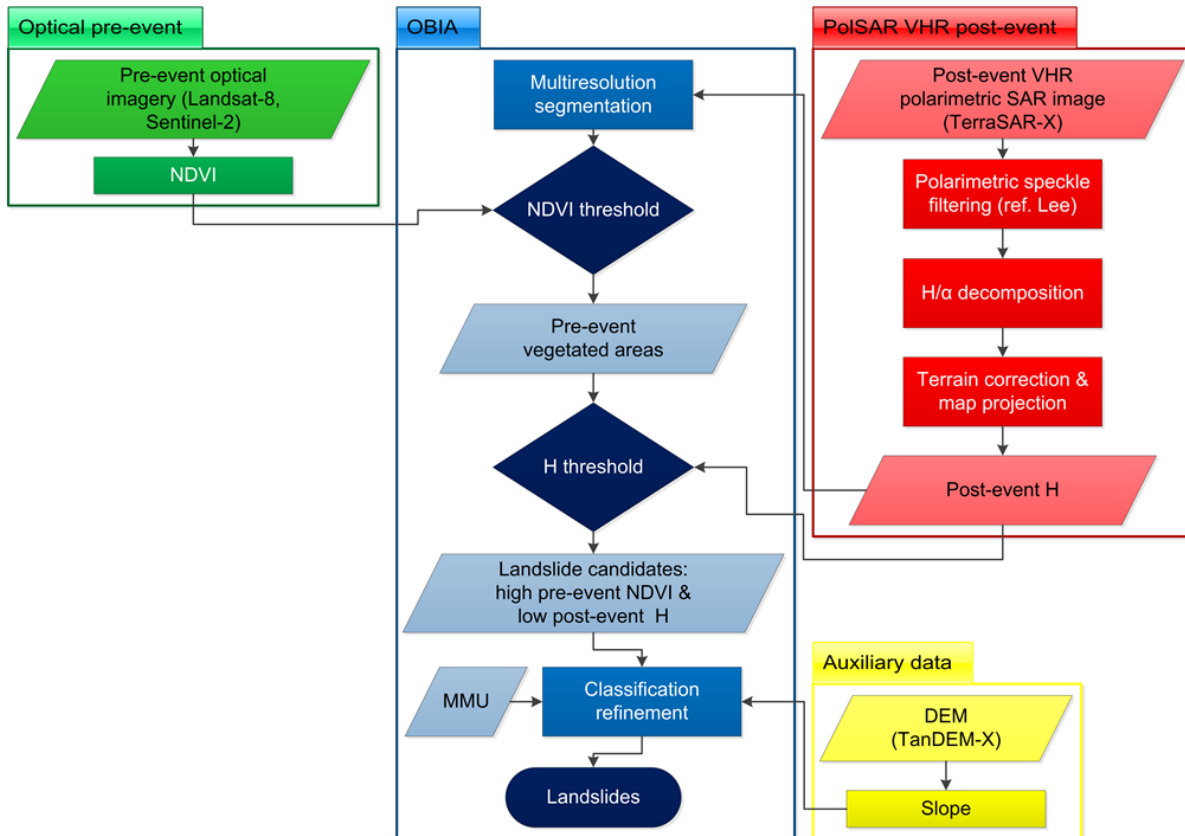 Optical pre-event
Pre-event optical
imagery (Landsat-8,
Sentinel-2)
NDVI
OBIA
Multiresolution
segmentation
NDVI threshold
Pre-event
vegetated areas
H threshold
Landslide candidates:
high pre-event NDVI &
low post-event H
MMU
Classification
refinement
Landslides
PolSAR VHR post-event
Post-event VHR
polarimetric SAR image
(TerraSAR-X)
Polarimetric speckle
filtering (ref. Lee)
H/α decomposition
Terrain correction &
map projection
Post-event H
Auxiliary data
DEM
(TanDEM-X)
Slope